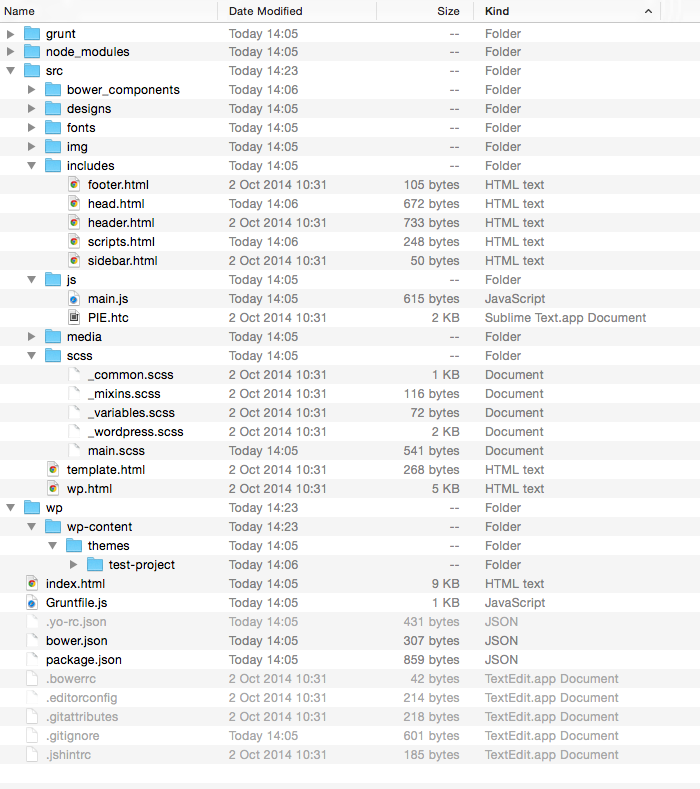 Name Date Modified Size Kind
grunt Today 14:05 -- Folder
node_modules Today 14:05 -- Folder
src Today 14:23 -- Folder
bower_components Today 14:06 -- Folder
designs Today 14:05 -- Folder
fonts Today 14:05 -- Folder
img Today 14:05 -- Folder
includes Today 14:05 -- Folder
footer.html 2 Oct 2014 10:31 105 bytes HTML text
head.html Today 14:06 672 bytes HTML text
header.html 2 Oct 2014 10:31 733 bytes HTML text
scripts.html Today 14:06 248 bytes HTML text
sidebar.html 2 Oct 2014 10:31 50 bytes HTML text
js Today 14:05 -- Folder
main.js Today 14:05 615 bytes JavaScript
PIE.htc 2 Oct 2014 10:31 2 KB Sublime Text.app Document
media Today 14:05 -- Folder
scss Today 14:05 -- Folder
_common.scss 2 Oct 2014 10:31 1 KB Document
_mixins.scss 2 Oct 2014 10:31 116 bytes Document
_variables.scss 2 Oct 2014 10:31 72 bytes Document
_wordpress.scss 2 Oct 2014 10:31 2 KB Document
main.scss Today 14:05 541 bytes Document
template.html 2 Oct 2014 10:31 268 bytes HTML text
wp.html 2 Oct 2014 10:31 5 KB HTML text
wp Today 14:23 -- Folder
wp-content Today 14:23 -- Folder
themes Today 14:05 -- Folder
test-project Today 14:06 -- Folder
index.html Today 14:05 9 KB HTML text
Gruntfile.js Today 14:05 1 KB JavaScript
.yo-rc.json Today 14:05 431 bytes JSON
bower.json Today 14:05 307 bytes JSON
package.json Today 14:05 859 bytes JSON
.bowerrc 2 Oct 2014 10:31 42 bytes TextEdit.app Document
.editorconfig 2 Oct 2014 10:31 214 bytes TextEdit.app Document
.gitattributes 2 Oct 2014 10:31 218 bytes TextEdit.app Document
.gitignore Today 14:05 601 bytes TextEdit.app Document
.jshintrc 2 Oct 2014 10:31 185 bytes TextEdit.app Document